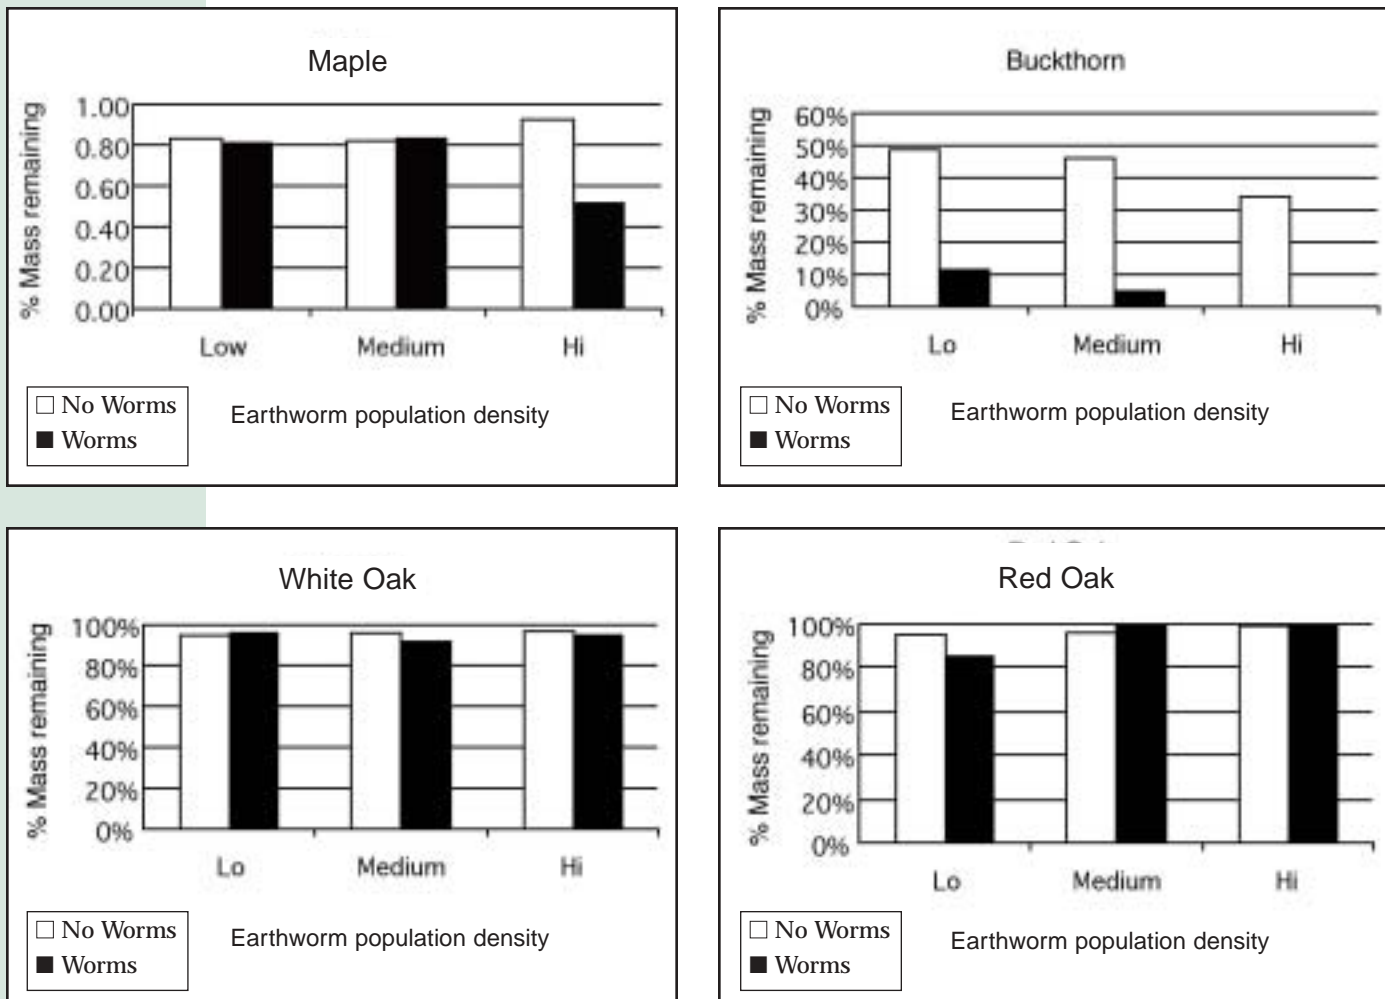 Maple
% Mass remaining
1.00
0.80
0.60
0.40
0.20
0.00
Low Medium Hi
□ No Worms
■ Worms
Earthworm population density
Buckthorn
% Mass remaining
60%
50%
40%
30%
20%
10%
0%
Lo Medium Hi
□ No Worms
■ Worms
Earthworm population density
White Oak
% Mass remaining
100%
80%
60%
40%
20%
0%
Lo Medium Hi
□ No Worms
■ Worms
Earthworm population density
Red Oak
% Mass remaining
100%
80%
60%
40%
20%
0%
Lo Medium Hi
□ No Worms
■ Worms
Earthworm population density